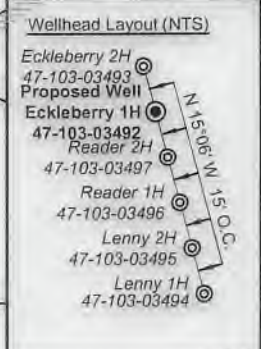 Wellhead Layout (NTS)
Eckleberry 2H
47-103-03493
Proposed Well
Eckleberry 1H
47-103-03492
Reader 2H
47-103-03497
Reader 1H
47-103-03496
Lenny 2H
47-103-03495
Lenny 1H
47-103-03494
N 15°06' W 15' O.C.